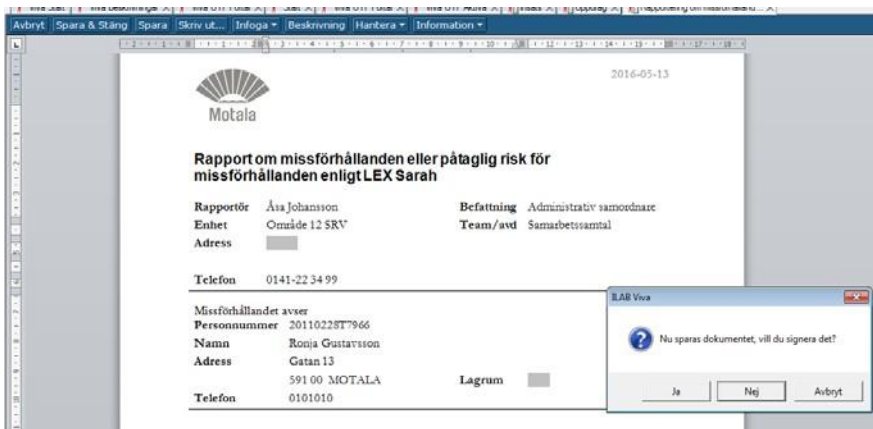 Avbryt Spara & Stäng Spara Skriv ut... Infoga Beskrivning Hantera Information
2016-05-13
Motala
Rapport om missförhållanden eller påtaglig risk för
missförhållanden enligt LEX Sarah
Rapportör Åsa Johansson Befattning Administrativ samordnare
Enhet Område 12 SRV Team/avd Samarbetssamtal
Adress
Telefon 0141-22 34 99
Missförhållandet avser
Personnummer 20110228T7966
Namn Ronja Gustavsson
Adress Gatan 13
591 00 MOTALA Lagrum
Telefon 0101010
ILAB Viva
Nu sparas dokumentet, vill du signera det?
Ja Nej Avbryt